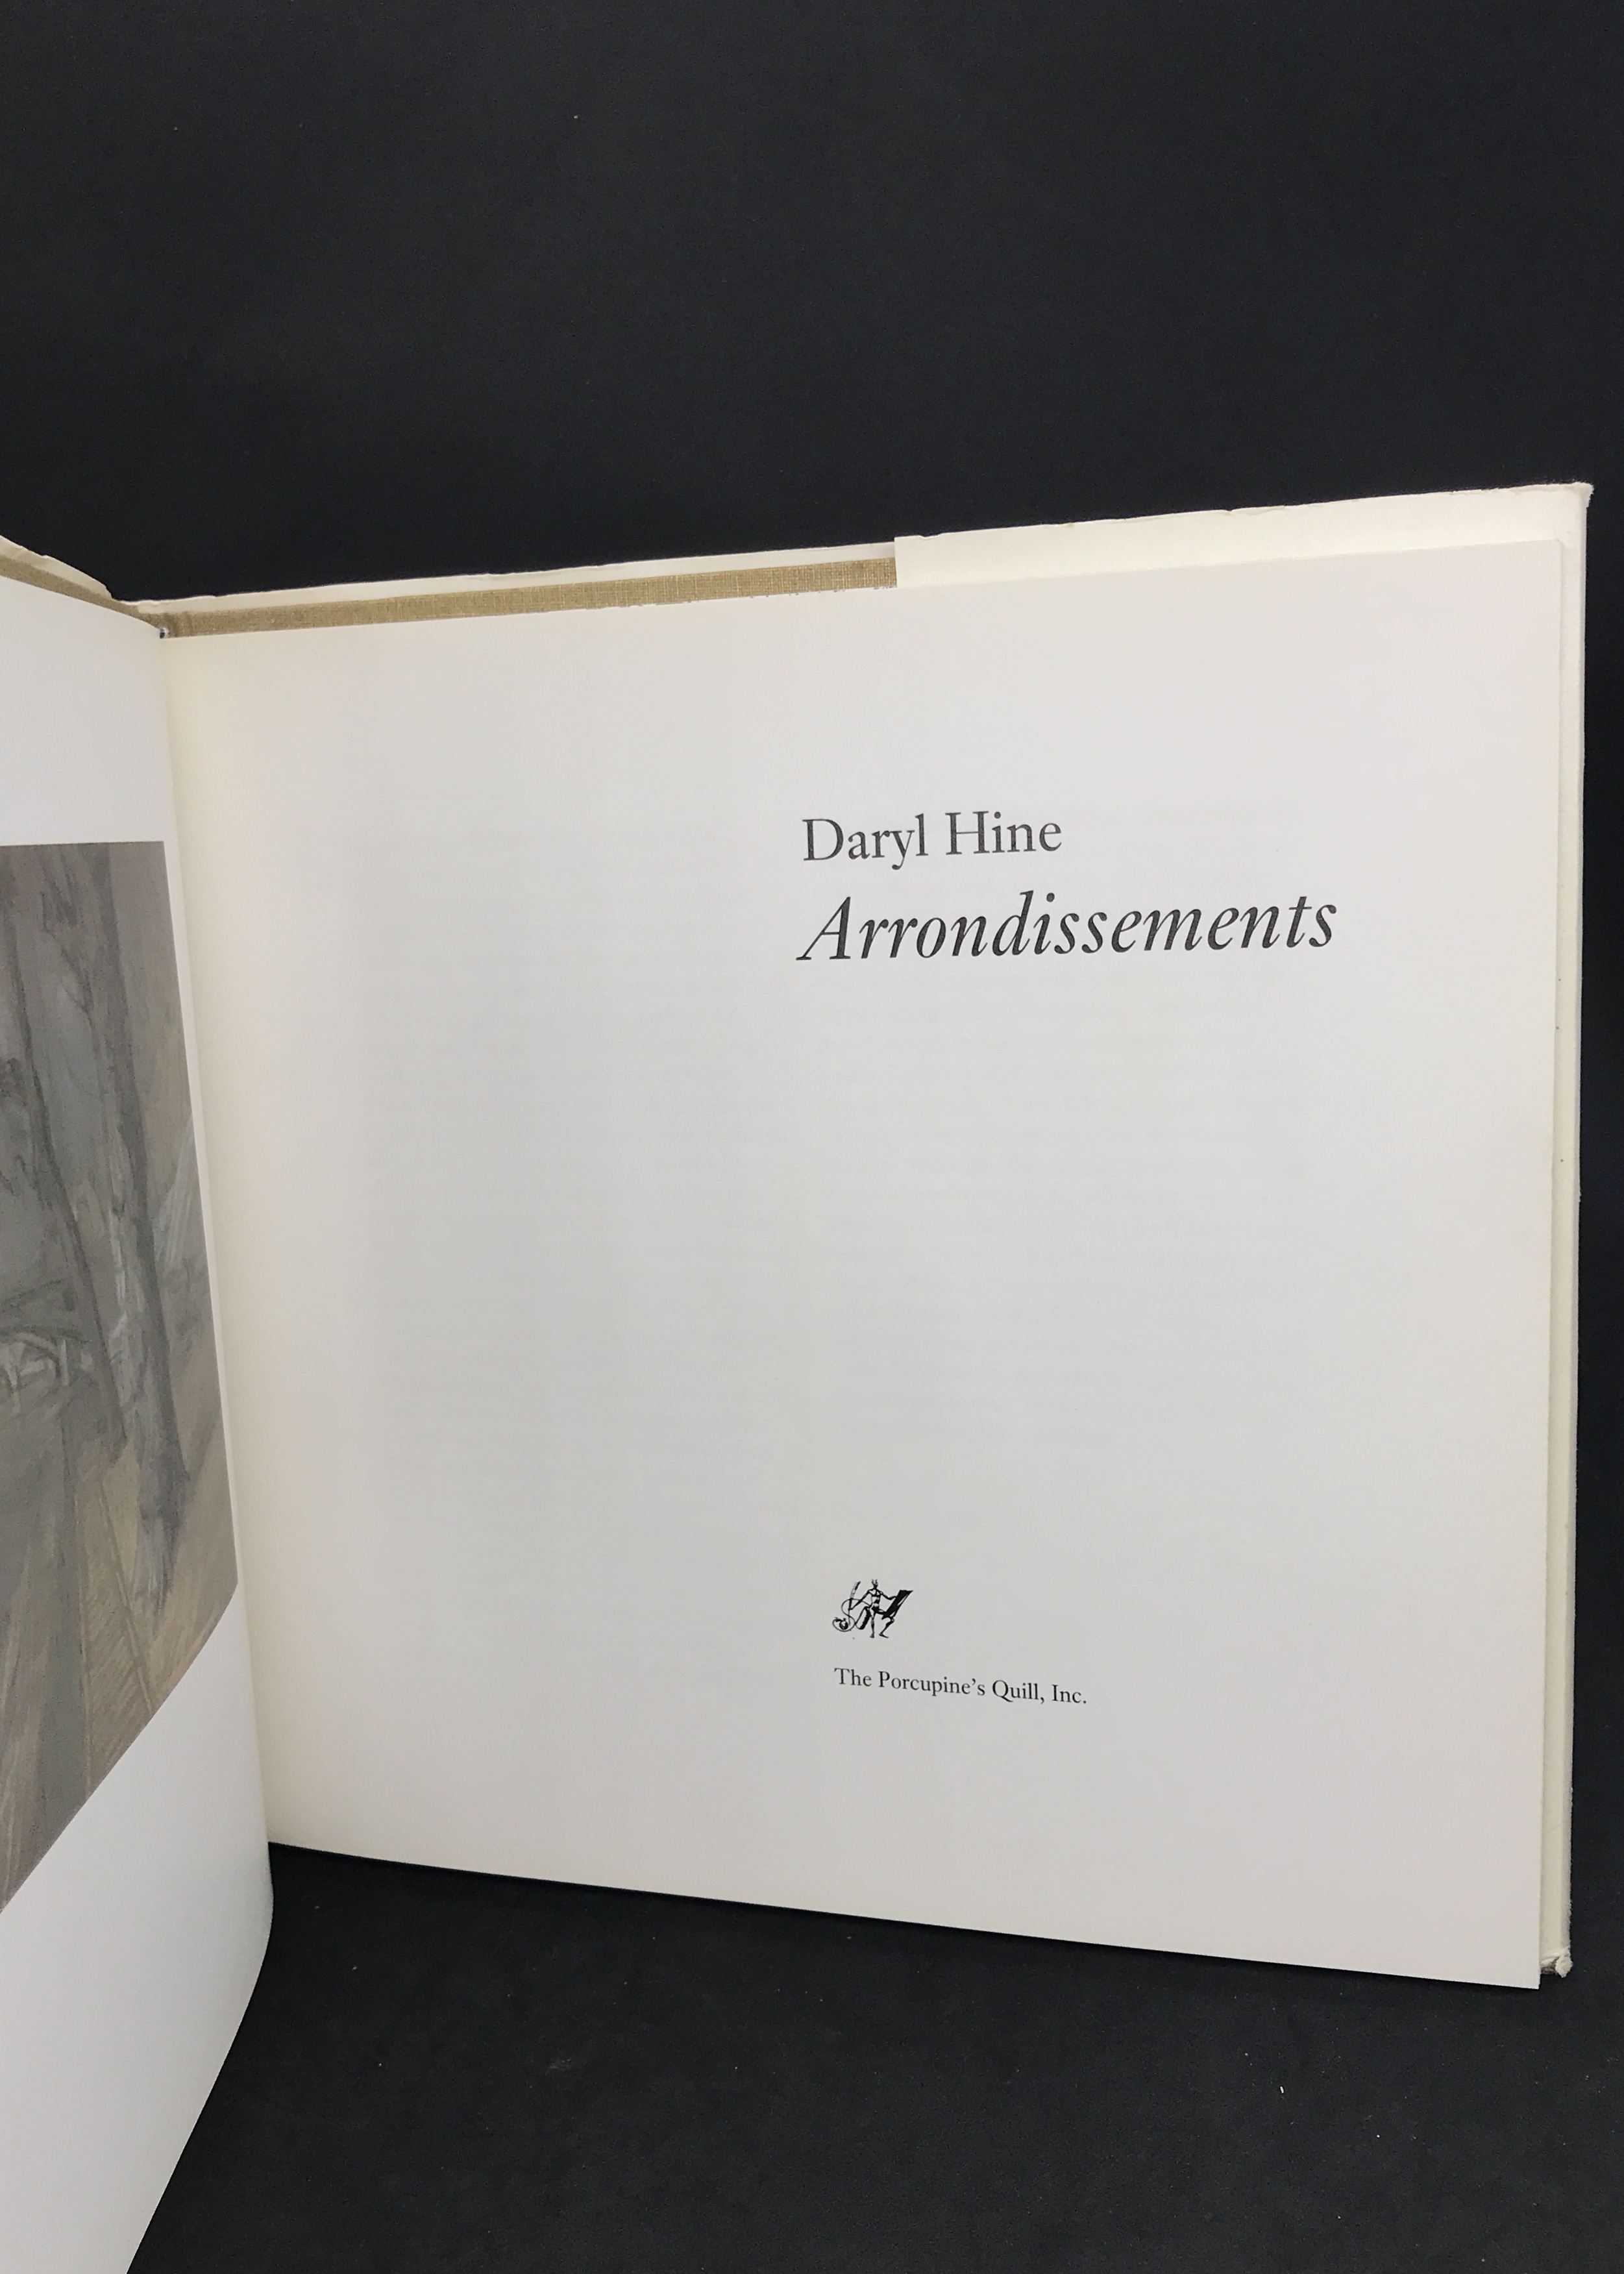 Daryl Hine
Arrondissements
The Porcupine's Quill, Inc.